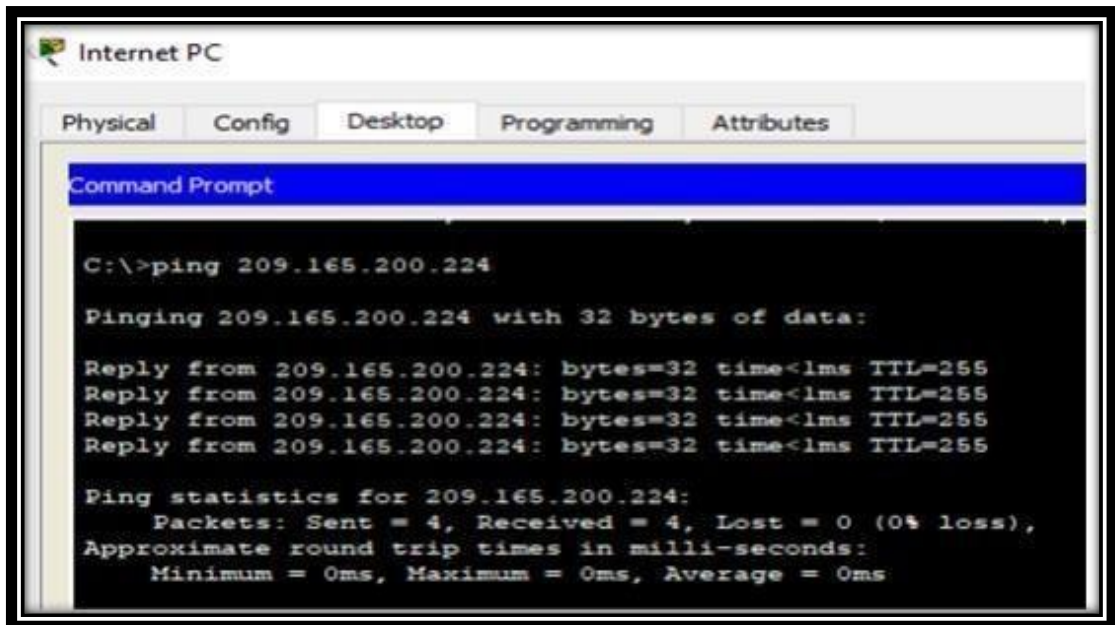 Internet PC
Physical Config Desktop Programming Attributes
Command Prompt
C:\>ping 209.165.200.224
Pinging 209.165.200.224 with 32 bytes of data:
Reply from 209.165.200.224: bytes=32 time<1ms TTL=255
Reply from 209.165.200.224: bytes=32 time<1ms TTL=255
Reply from 209.165.200.224: bytes=32 time<1ms TTL=255
Reply from 209.165.200.224: bytes=32 time<1ms TTL=255
Ping statistics for 209.165.200.224:
Packets: Sent = 4, Received = 4, Lost = 0 (0% loss),
Approximate round trip times in milli-seconds:
Minimum = 0ms, Maximum = 0ms, Average = 0ms